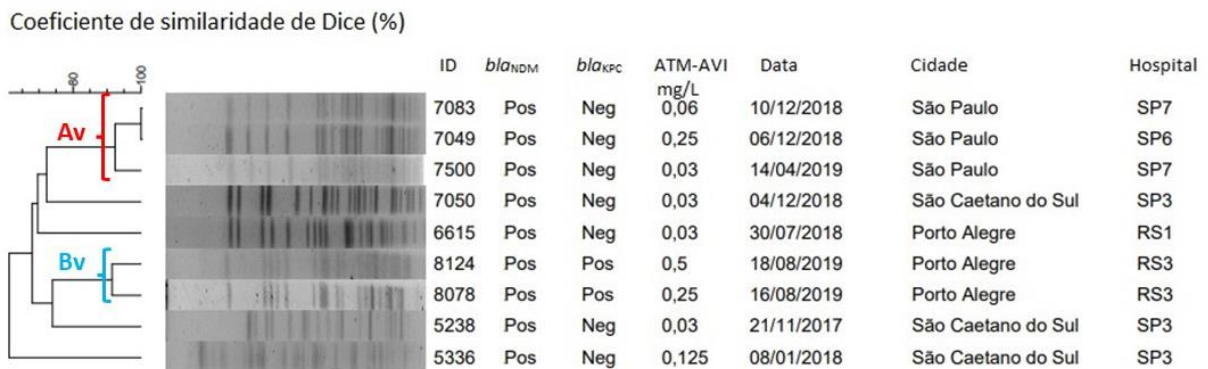 Coeficiente de similaridade de Dice (%)
80 100
ID blaNDM blaKPC ATM-AVI mg/L Data Cidade Hospital
Av
7083 Pos Neg 0,06 10/12/2018 São Paulo SP7
7049 Pos Neg 0,25 06/12/2018 São Paulo SP6
7500 Pos Neg 0,03 14/04/2019 São Paulo SP7
7050 Pos Neg 0,03 04/12/2018 São Caetano do Sul SP3
6615 Pos Neg 0,03 30/07/2018 Porto Alegre RS1
Bv
8124 Pos Pos 0,5 18/08/2019 Porto Alegre RS3
8078 Pos Pos 0,25 16/08/2019 Porto Alegre RS3
5238 Pos Neg 0,03 21/11/2017 São Caetano do Sul SP3
5336 Pos Neg 0,125 08/01/2018 São Caetano do Sul SP3